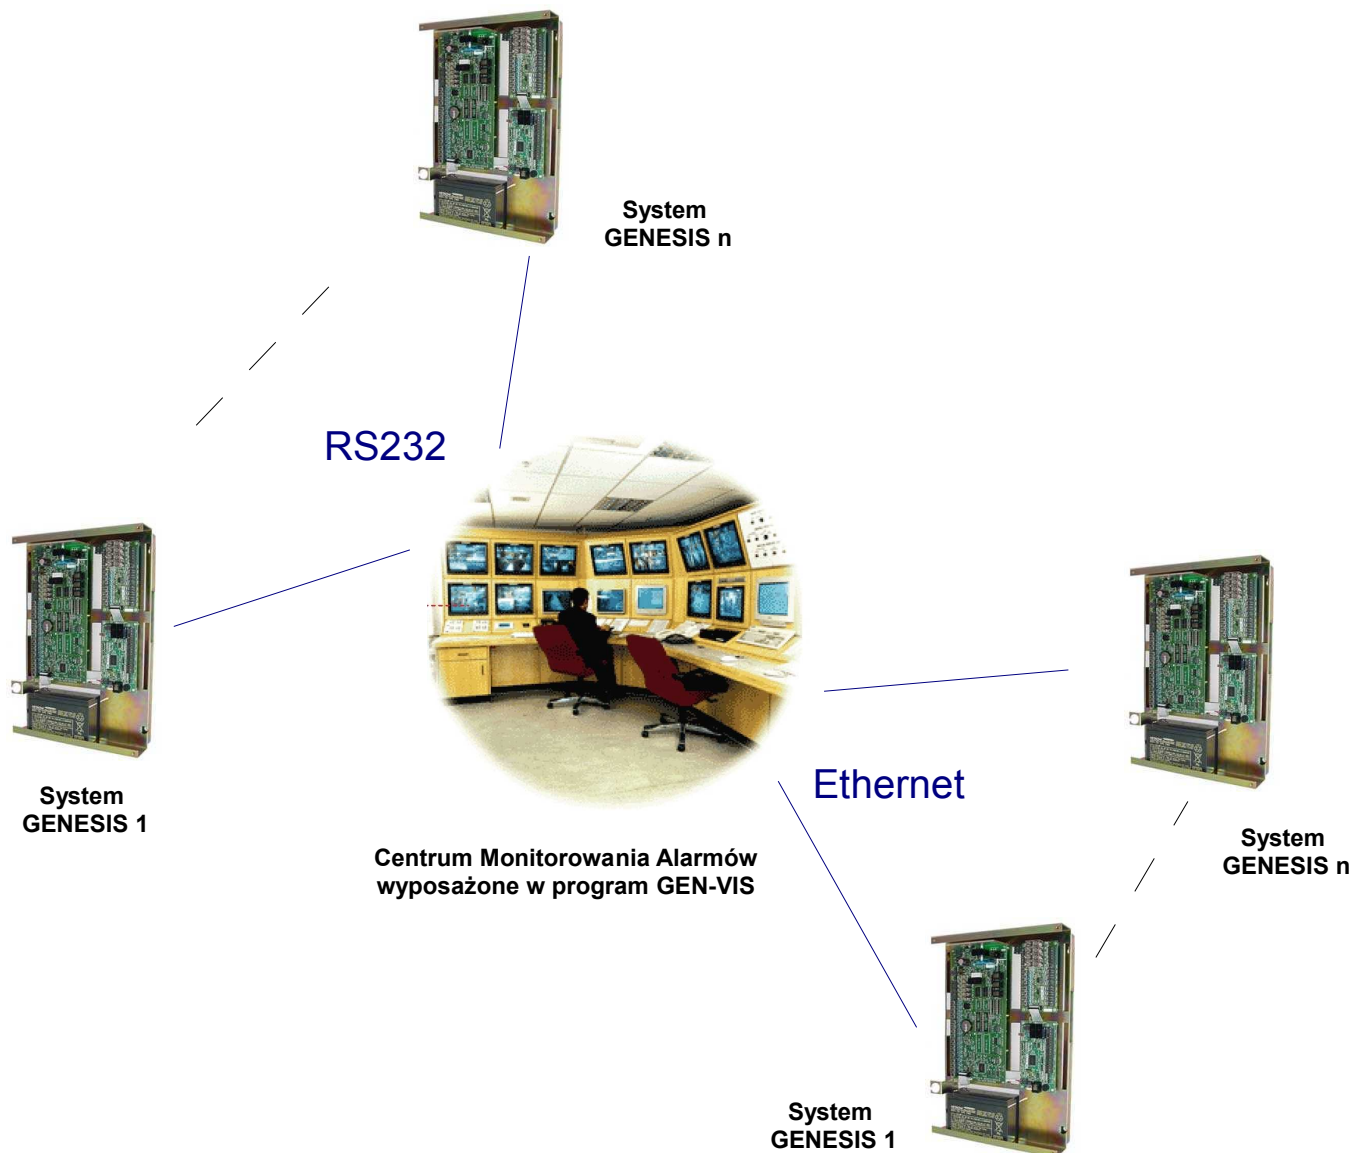 System
GENESIS n
RS232
System
GENESIS 1
Ethernet
Centrum Monitorowania Alarmów
wyposażone w program GEN-VIS
System
GENESIS n
System
GENESIS 1